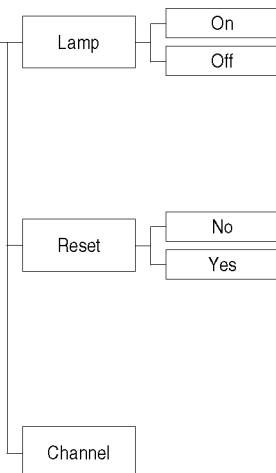 Lamp
On
Off
Reset
No
Yes
Channel